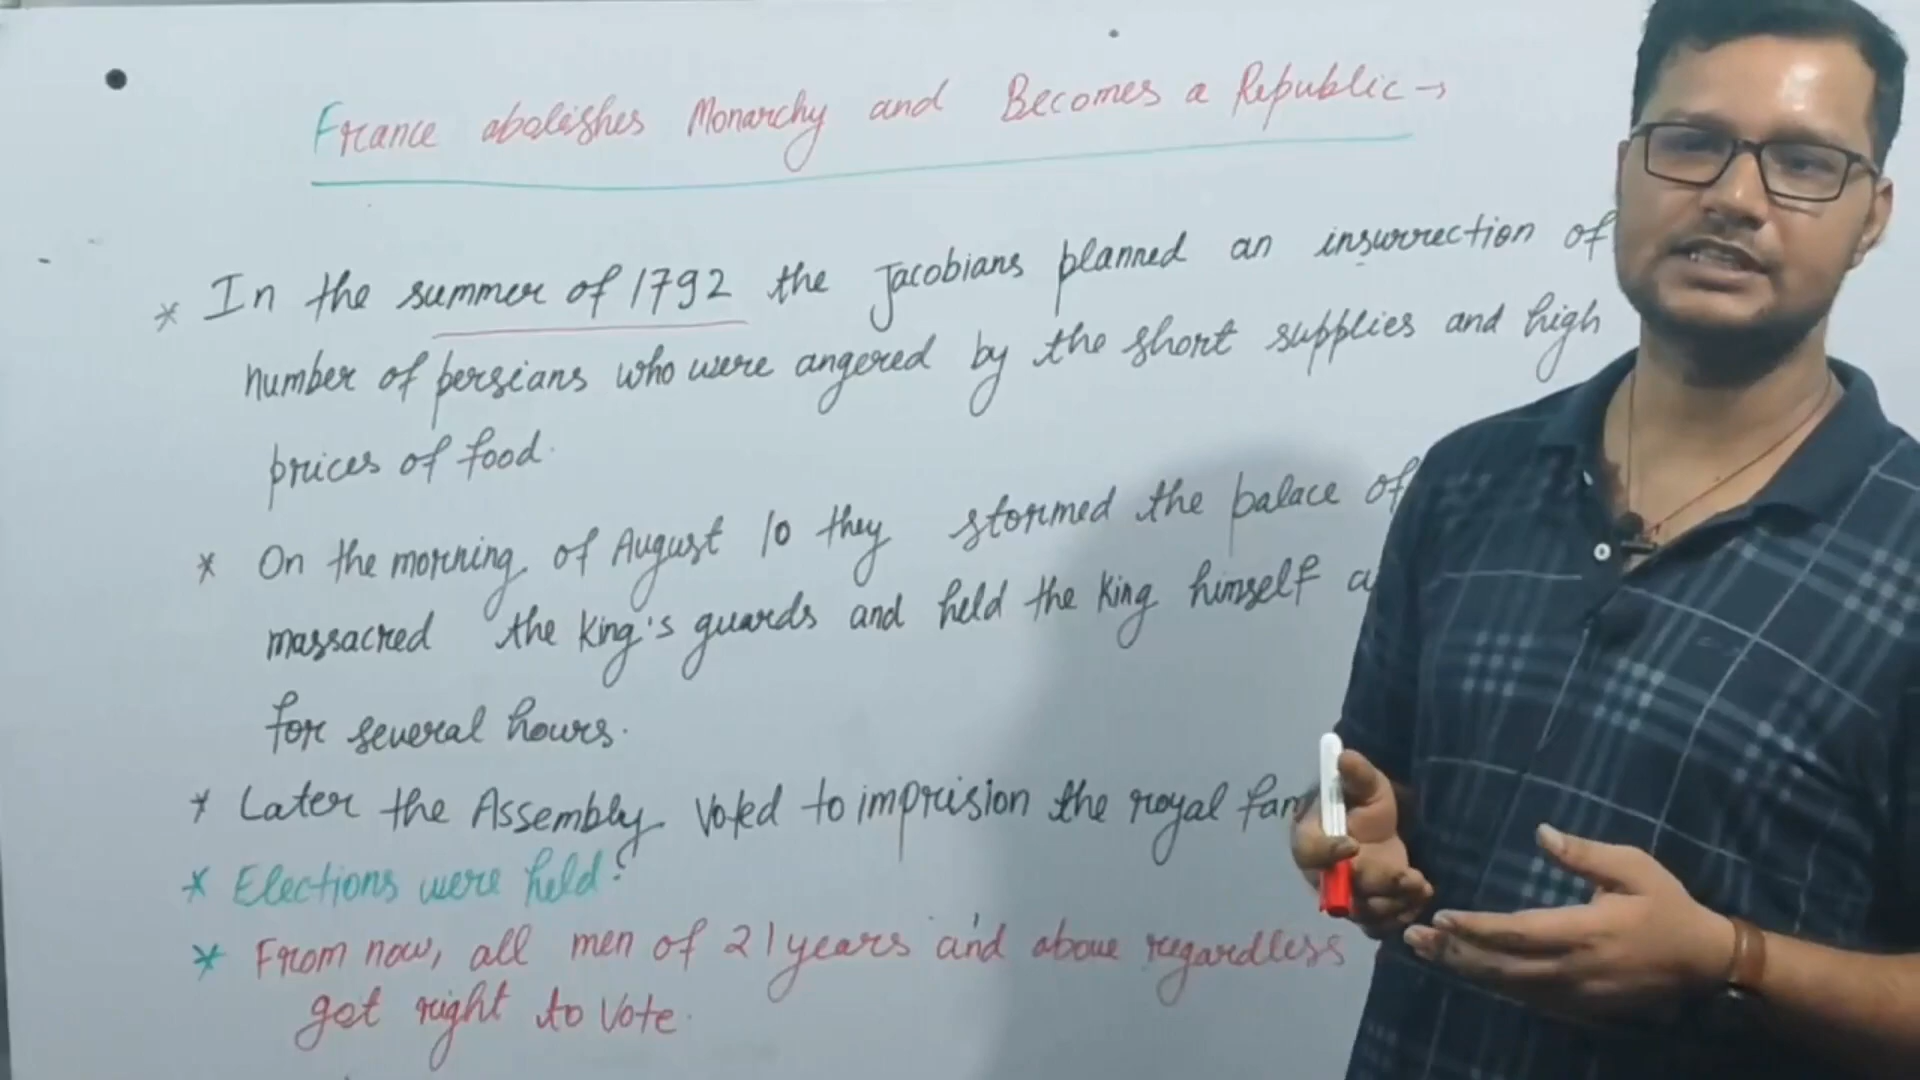 France abolishes Monarchy and Becomes a Republic →
* In the summer of 1792 the Jacobians planned an insurrection of
number of persians who were angered by the short supplies and high
prices of food.
* On the morning of August 10 they stormed the palace of
massacred the King's guards and held the King himself a
for several hours.
* Later the Assembly voted to imprision the royal fam
* Elections were held:
* From now, all men of 21 years and above regardless
got right to Vote.